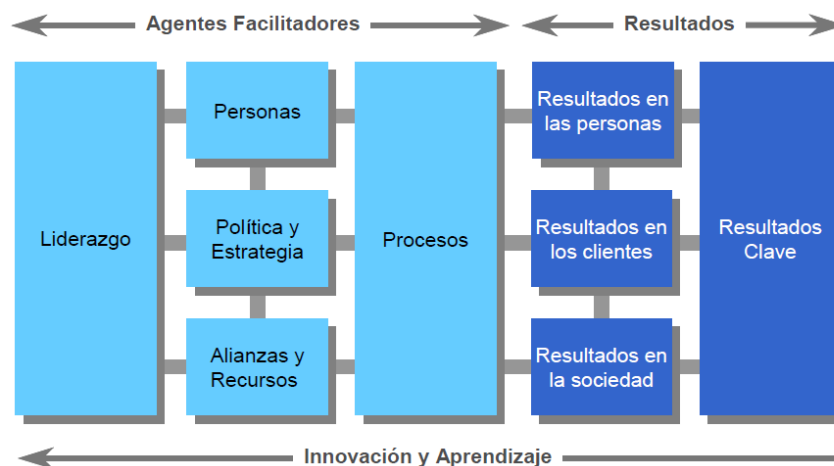 Agentes Facilitadores
Resultados
Liderazgo
Personas
Política y
Estrategia
Alianzas y
Recursos
Procesos
Resultados en
las personas
Resultados en
los clientes
Resultados en
la sociedad
Resultados
Clave
Innovación y Aprendizaje